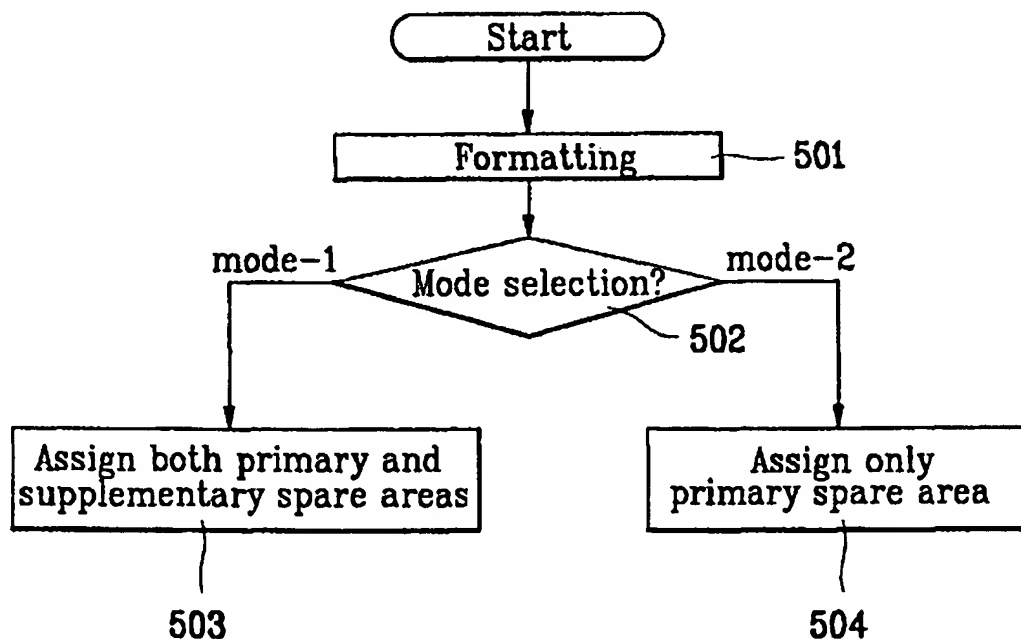 Start
Formatting
501
mode-1
mode-2
Mode selection?
502
Assign both primary and
supplementary spare areas
Assign only
primary spare area
503
504